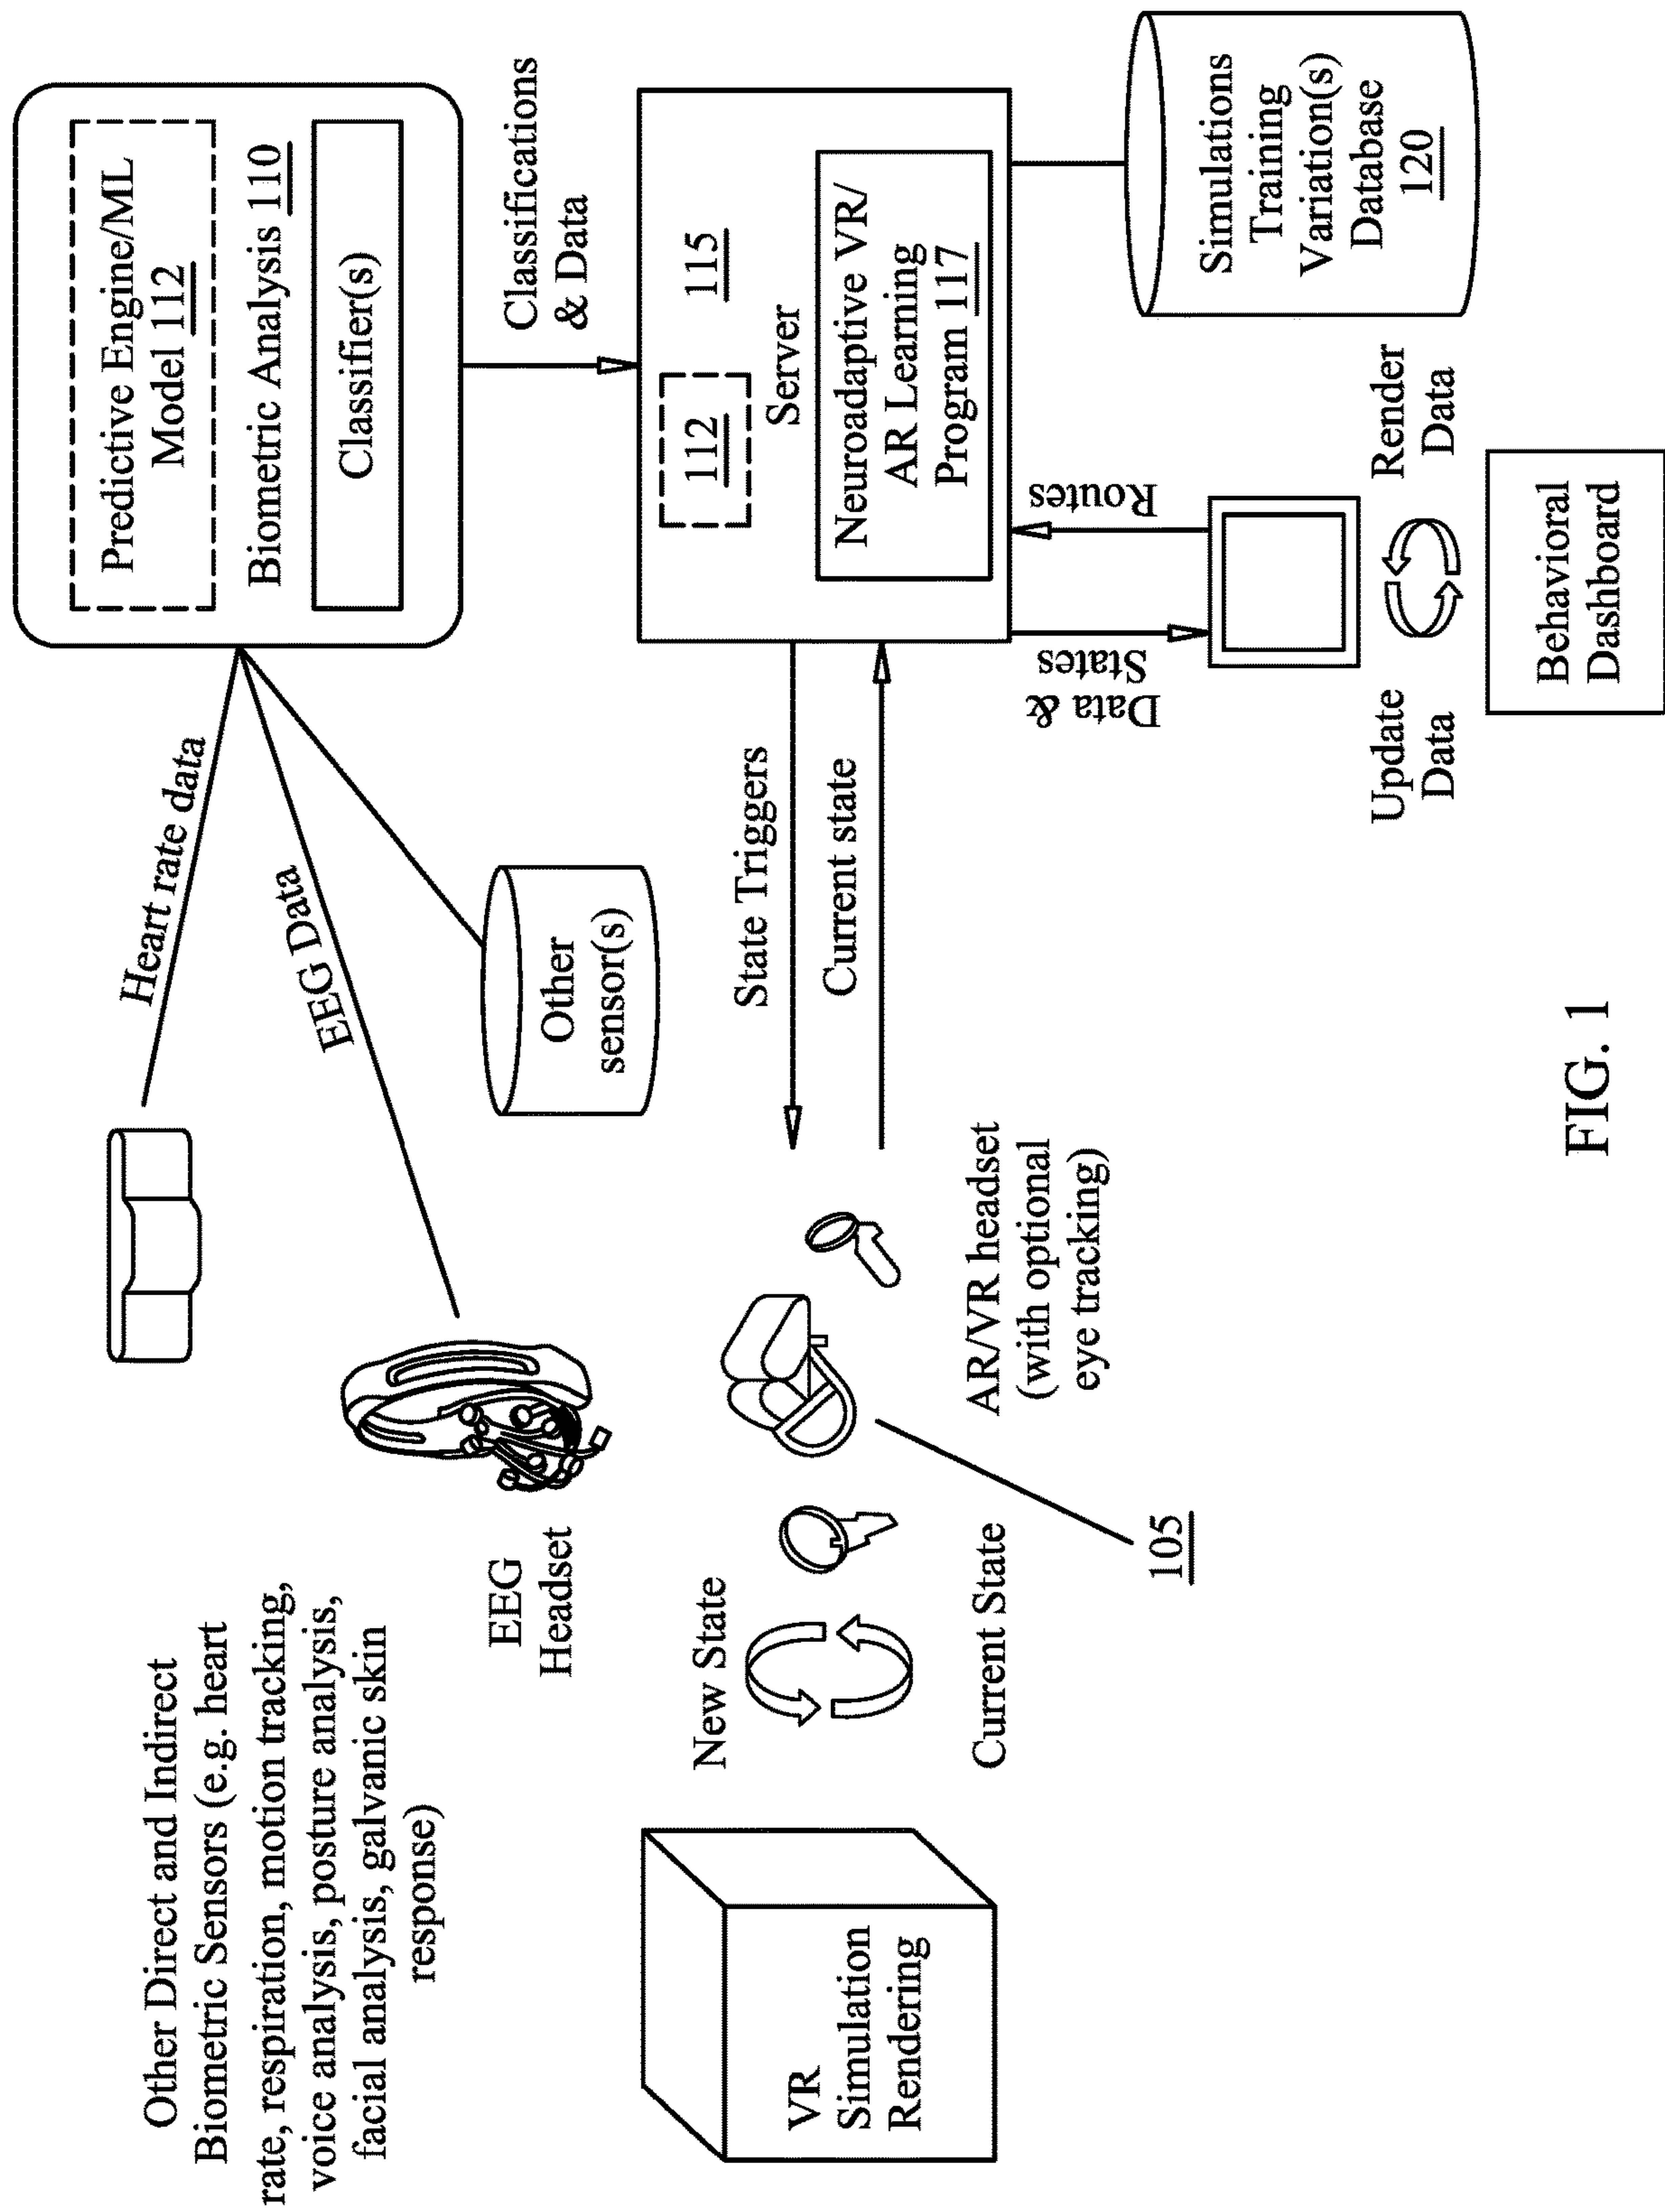 Other Direct and Indirect
Biometric Sensors (e.g. heart
rate, respiration, motion tracking,
voice analysis, posture analysis,
facial analysis, galvanic skin
response)
Heart rate data
EEG Data
EEG
Headset
Other
sensor(s)
Predictive Engine/ML
Model 112
Biometric Analysis 110
Classifier(s)
Classifications
& Data
VR
Simulation
Rendering
New State
Current State
105
AR/VR headset
(with optional
eye tracking)
State Triggers
Current state
112
115
Server
Neuroadaptive VR/
AR Learning
Program 117
Data &
States
Routes
Simulations
Training
Variation(s)
Database
120
Update
Data
Render
Data
Behavioral
Dashboard
FIG. 1